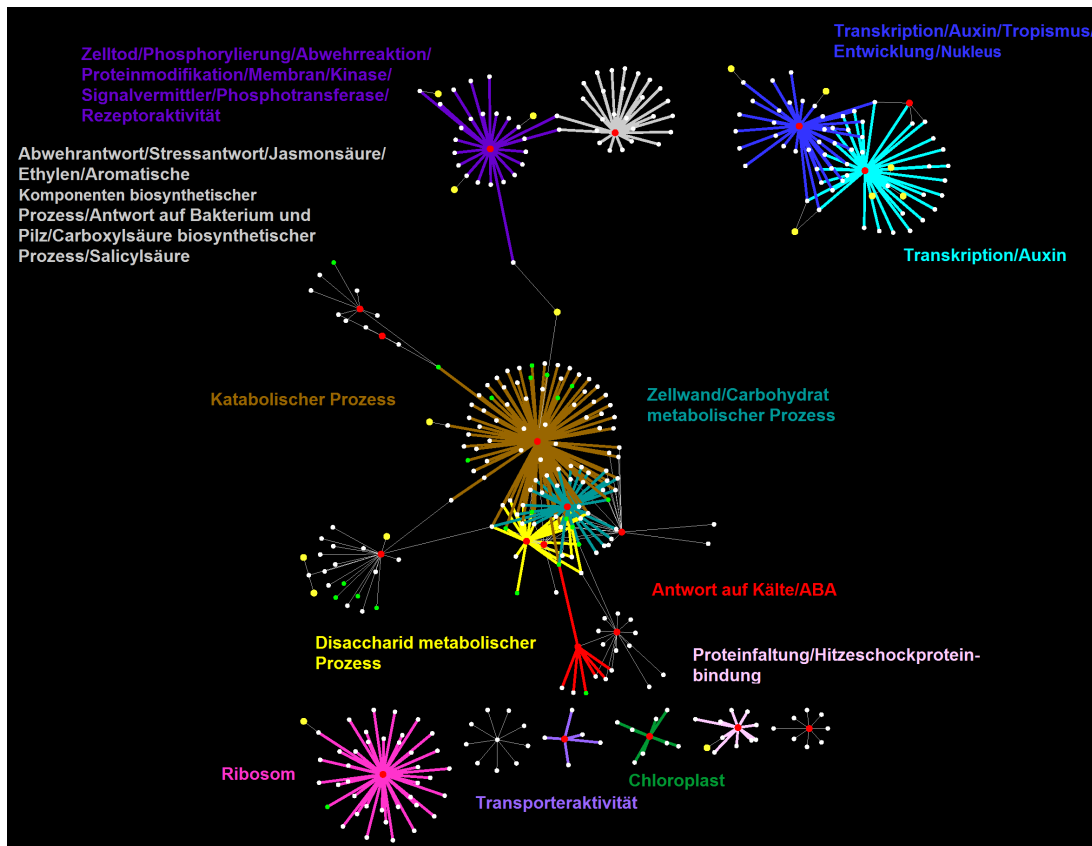 Zelltod/Phosphorylierung/Abwehrreaktion/
Proteinmodifikation/Membran/Kinase/
Signalvermittler/Phosphotransferase/
Rezeptoraktivität
Transkription/Auxin/Tropismus/
Entwicklung/Nukleus
Abwehrantwort/Stressantwort/Jasmonsäure/
Ethylen/Aromatische
Komponenten biosynthetischer
Prozess/Antwort auf Bakterium und
Pilz/Carboxylsäure biosynthetischer
Prozess/Salicylsäure
Transkription/Auxin
Katabolischer Prozess
Zellwand/Carbohydrat
metabolischer Prozess
Antwort auf Kälte/ABA
Disaccharid metabolischer
Prozess
Proteinfaltung/Hitzeschockprotein-
bindung
Ribosom
Transporteraktivität
Chloroplast